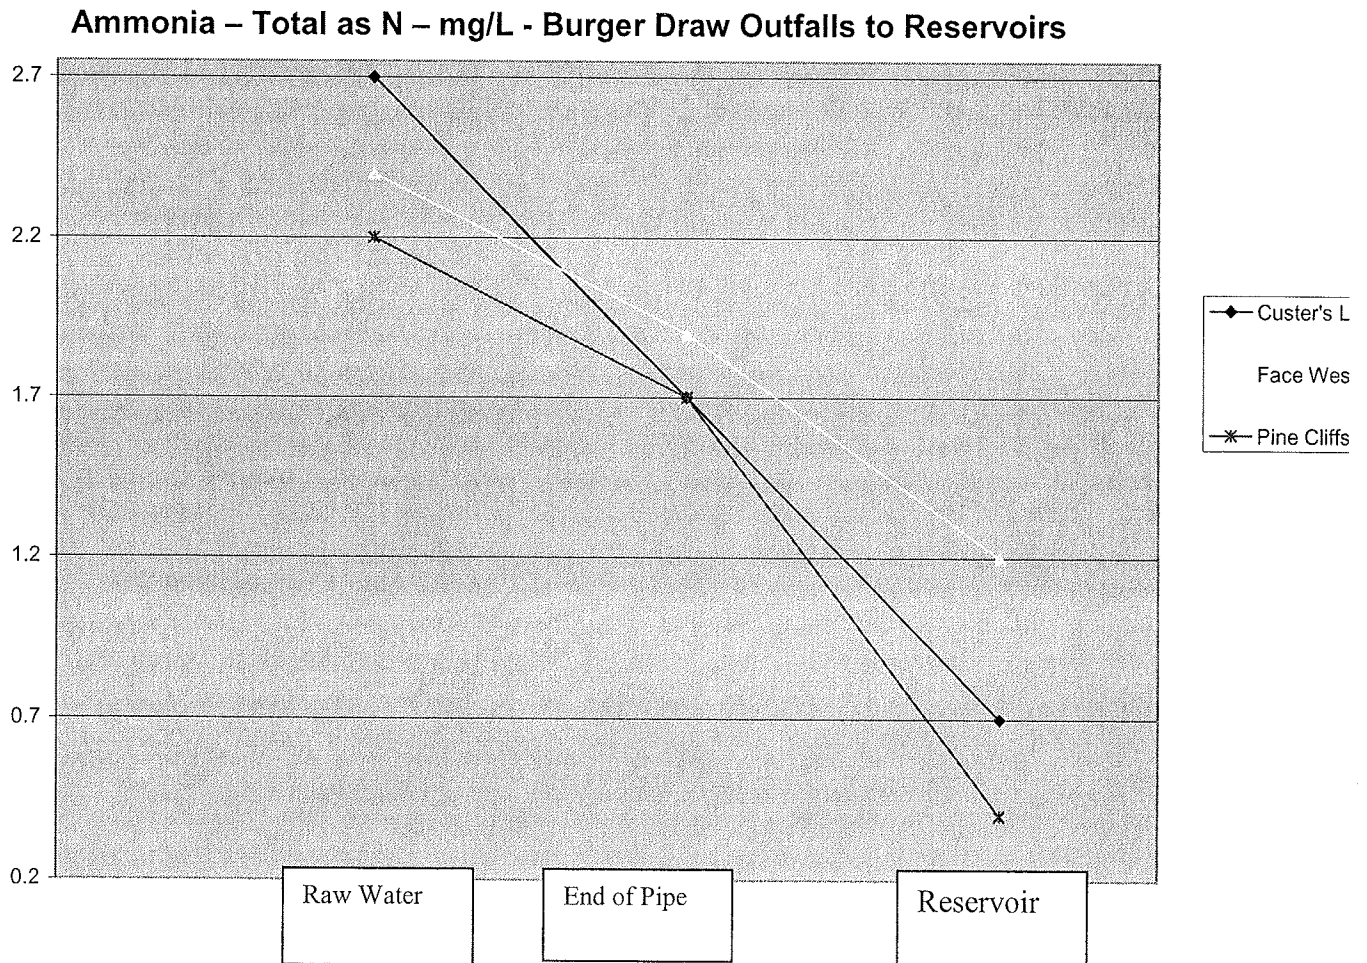 Ammonia – Total as N – mg/L - Burger Draw Outfalls to Reservoirs
2.7
2.2
1.7
1.2
0.7
0.2
Raw Water
End of Pipe
Reservoir
Custer's L
Face Wes
Pine Cliffs